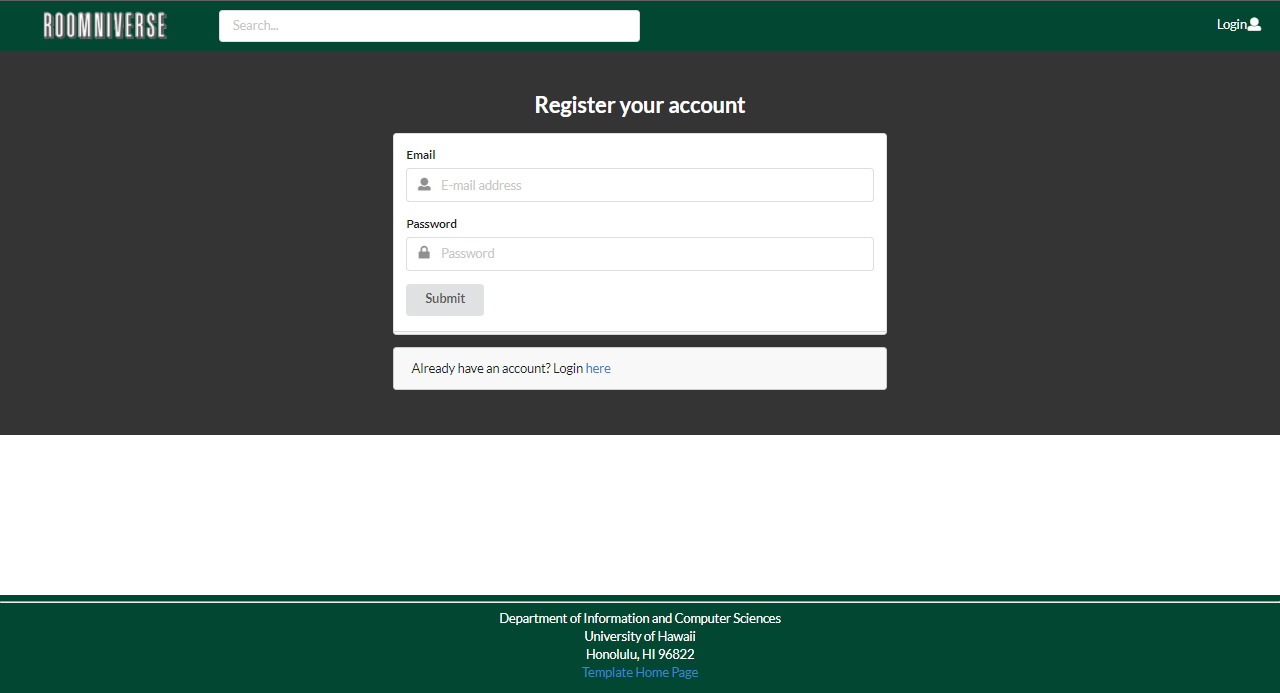 ROOMNIVERSE
Search...
Login
Register your account
Email
E-mail address
Password
Password
Submit
Already have an account? Login here
Department of Information and Computer Sciences
University of Hawaii
Honolulu, HI 96822
Template Home Page